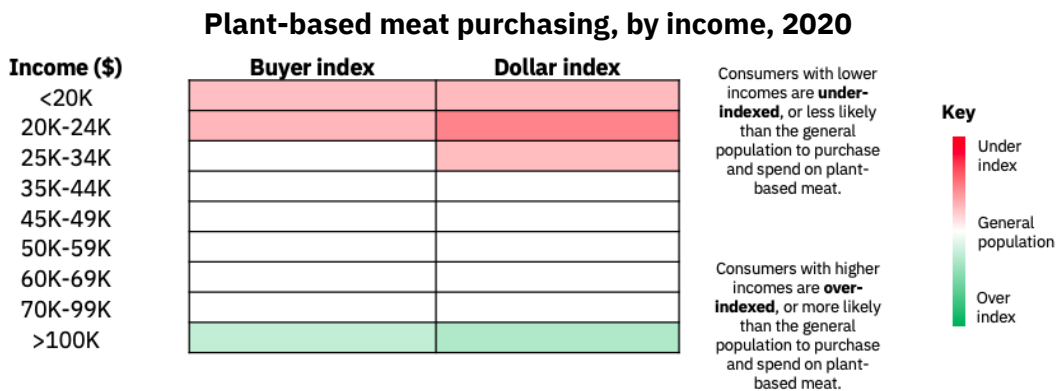 Plant-based meat purchasing, by income, 2020
Income ($)
Buyer index
Dollar index
<20K
20K-24K
25K-34K
35K-44K
45K-49K
50K-59K
60K-69K
70K-99K
>100K
Consumers with lower
incomes are under-
indexed, or less likely
than the general
population to purchase
and spend on plant-
based meat.
Consumers with higher
incomes are over-
indexed, or more likely
than the general
population to purchase
and spend on plant-
based meat.
Key
Under
index
General
population
Over
index